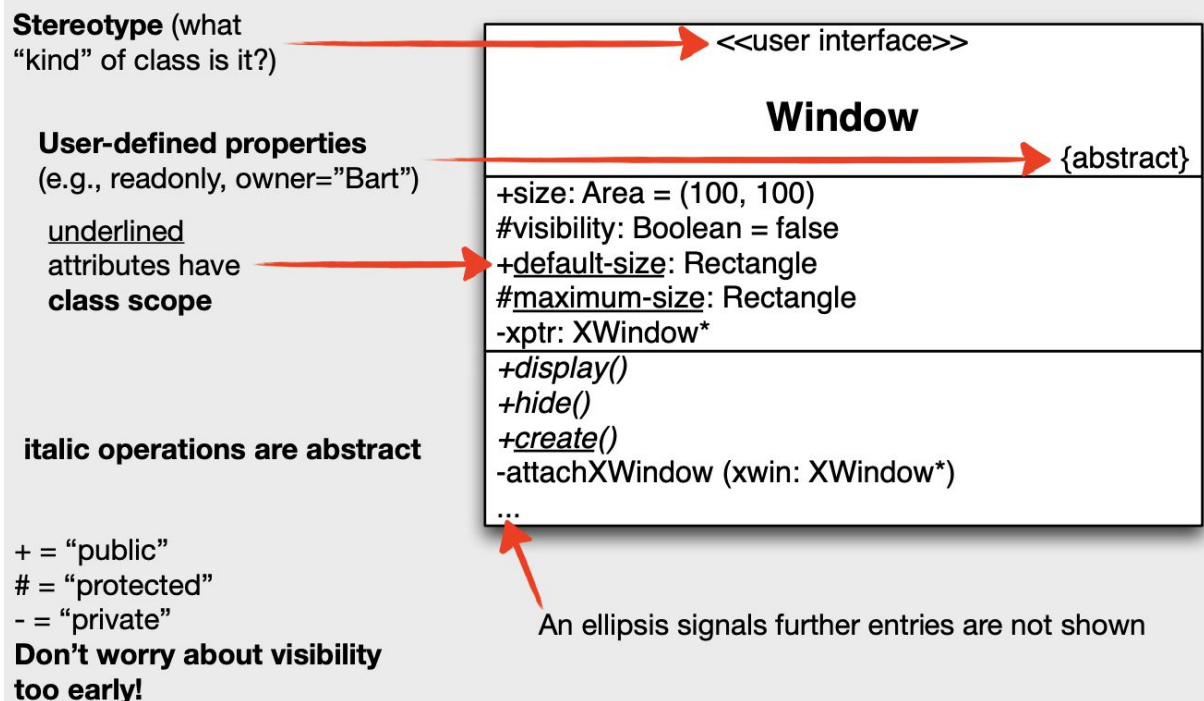 Stereotype (what
“kind” of class is it?)
<<user interface>>
Window
User-defined properties
(e.g., readonly, owner=”Bart”)
{abstract}
underlined
attributes have
class scope
+size: Area = (100, 100)
#visibility: Boolean = false
+default-size: Rectangle
#maximum-size: Rectangle
-xptr: XWindow*
+display()
+hide()
+create()
-attachXWindow (xwin: XWindow*)
...
italic operations are abstract
+ = “public”
# = “protected”
- = “private”
Don’t worry about visibility
too early!
An ellipsis signals further entries are not shown